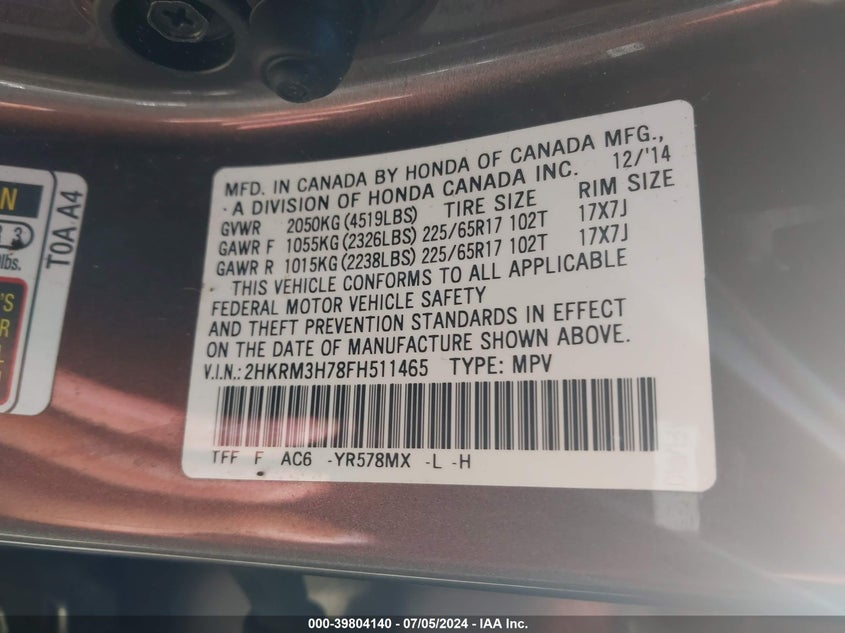 MFD. IN CANADA BY HONDA OF CANADA MFG.,
A DIVISION OF HONDA CANADA INC. 12/'14
GVWR 2050KG (4519LBS) TIRE SIZE RIM SIZE
GAWR F 1055KG (2326LBS) 225/65R17 102T 17X7J
GAWR R 1015KG (2238LBS) 225/65R17 102T 17X7J
THIS VEHICLE CONFORMS TO ALL APPLICABLE
FEDERAL MOTOR VEHICLE SAFETY
AND THEFT PREVENTION STANDARDS IN EFFECT
ON THE DATE OF MANUFACTURE SHOWN ABOVE.
V.I.N.: 2HKRM3H78FH511465 TYPE: MPV
TFF F AC6 -YR578MX -L -H
N
3
lbs.
'S
R
L
T0A A4
000-39804140 - 07/05/2024 - IAA Inc.